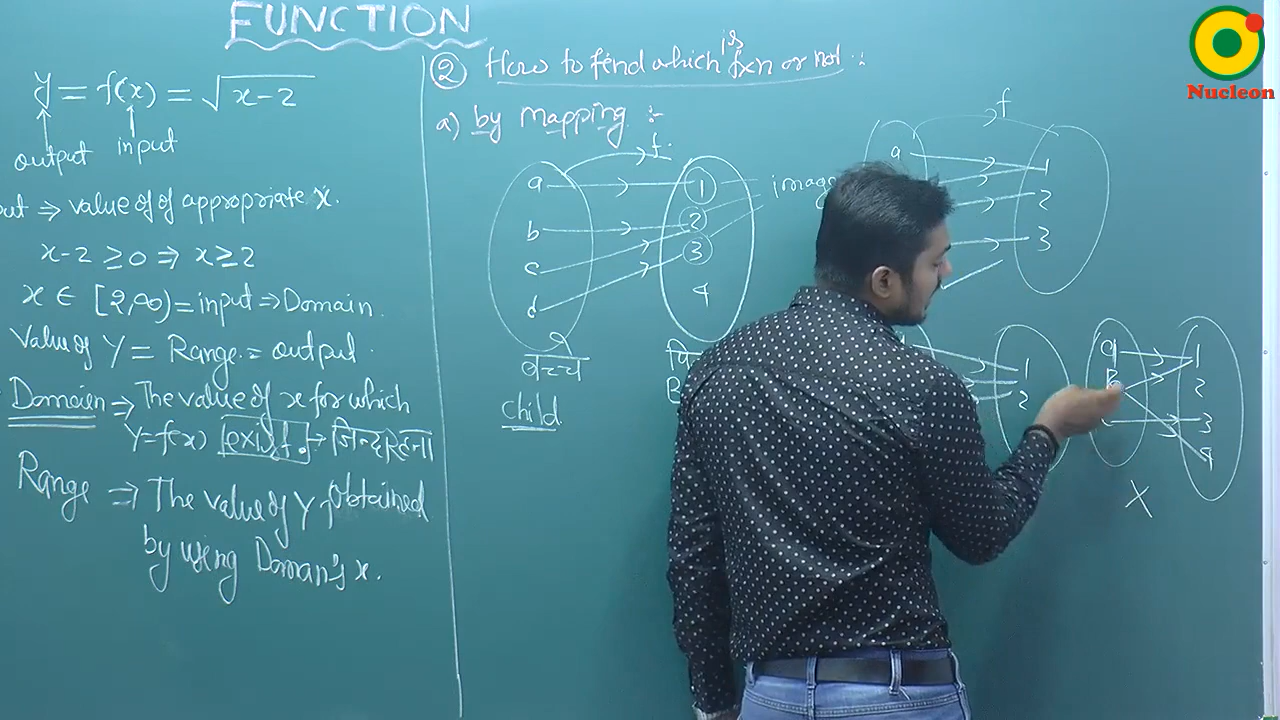 FUNCTION
y = f(x) = √x-2
output input
⇒ value of of appropriate x.
x-2 ≥ 0 ⇒ x ≥ 2
x ∈ [2,∞) = input ⇒ Domain.
Value of Y = Range = output
Domain ⇒ The value of x for which
Y=f(x) exist. →
Range ⇒ The value of Y obtained
by using Doman's x.
② How to find which is fxn or not :
a) by mapping :-
f.
a
b
c
d
1
2
3
4
image
बच्चे
child
f
a
1
2
3
1
2
a
B
1
2
3
4
X
Nucleon